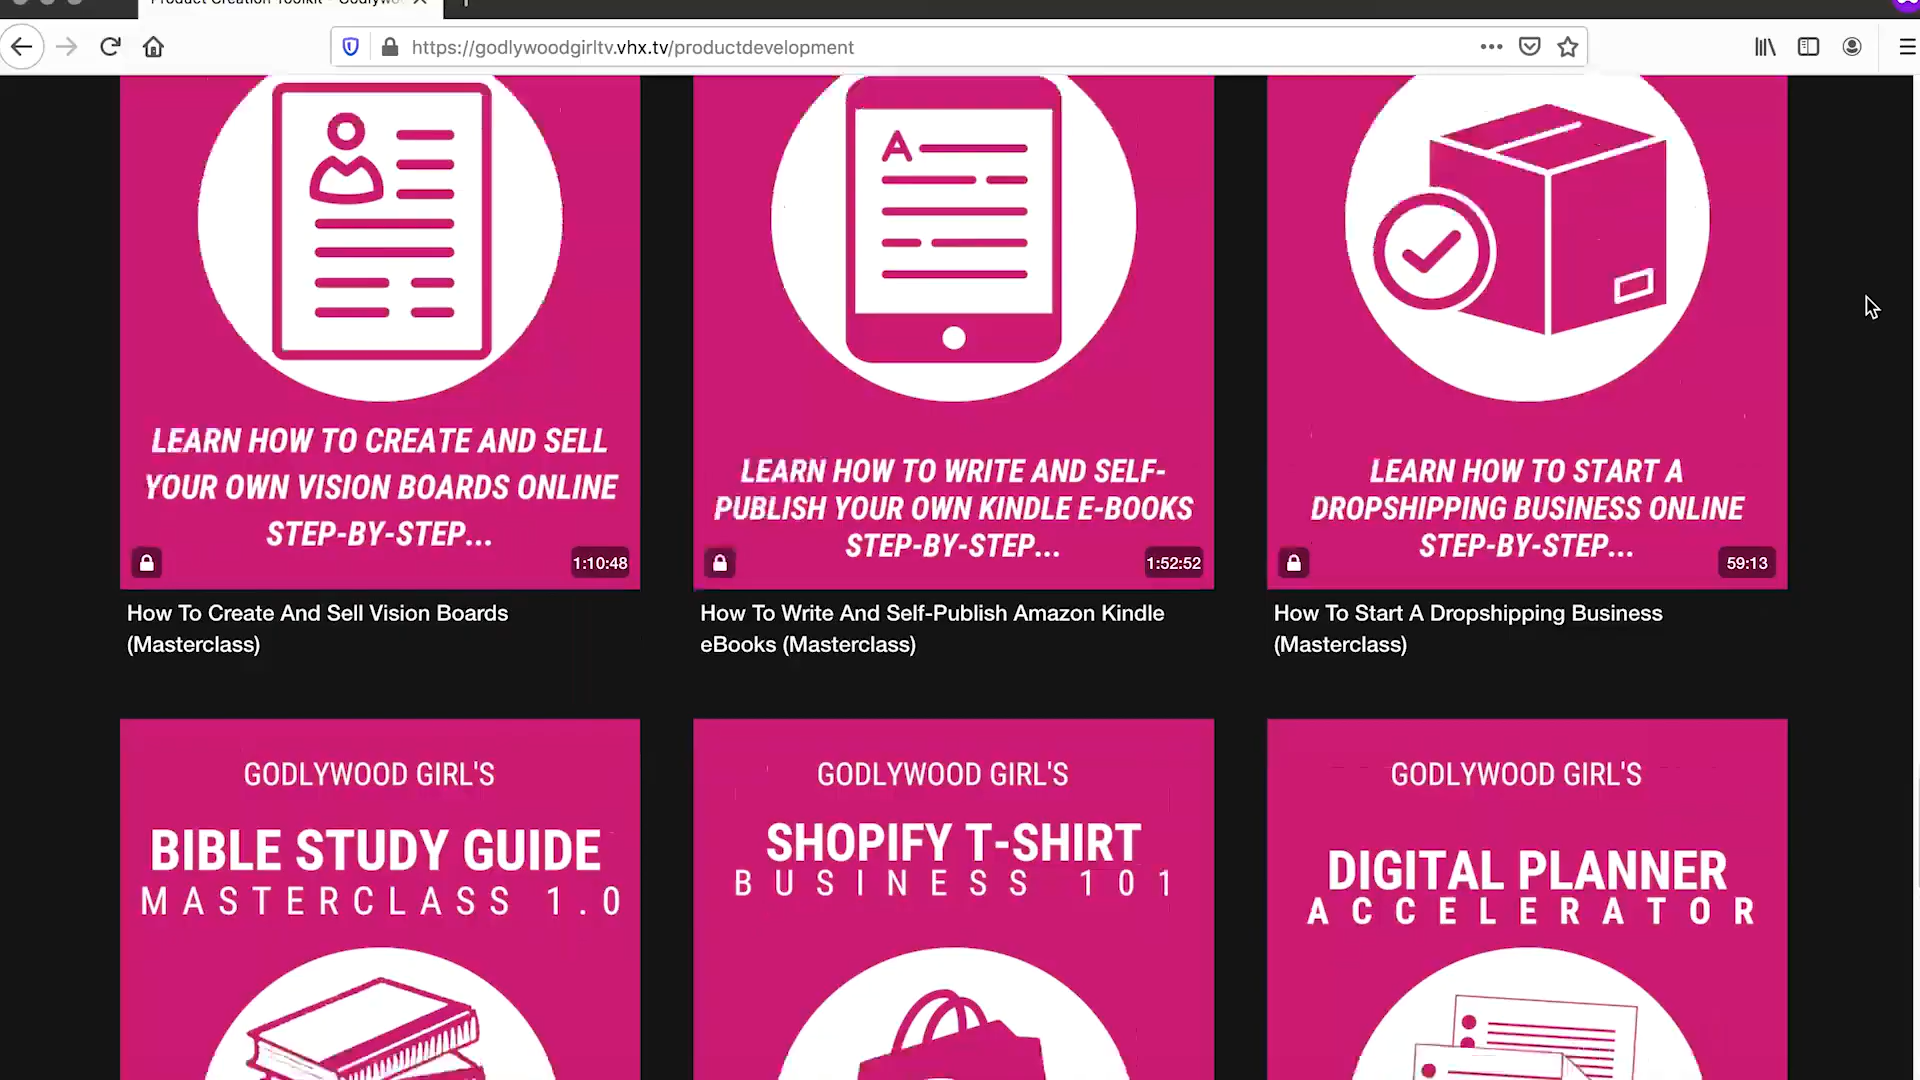 Product Creation Toolkit - Godlywo
https://godlywoodgirltv.vhx.tv/productdevelopment
A
LEARN HOW TO CREATE AND SELL
YOUR OWN VISION BOARDS ONLINE
STEP-BY-STEP...
1:10:48
LEARN HOW TO WRITE AND SELF-
PUBLISH YOUR OWN KINDLE E-BOOKS
STEP-BY-STEP...
1:52:52
LEARN HOW TO START A
DROPSHIPPING BUSINESS ONLINE
STEP-BY-STEP...
59:13
How To Create And Sell Vision Boards
(Masterclass)
How To Write And Self-Publish Amazon Kindle
eBooks (Masterclass)
How To Start A Dropshipping Business
(Masterclass)
GODLYWOOD GIRL'S
BIBLE STUDY GUIDE
MASTERCLASS 1.0
GODLYWOOD GIRL'S
SHOPIFY T-SHIRT
BUSINESS 101
GODLYWOOD GIRL'S
DIGITAL PLANNER
ACCELERATOR